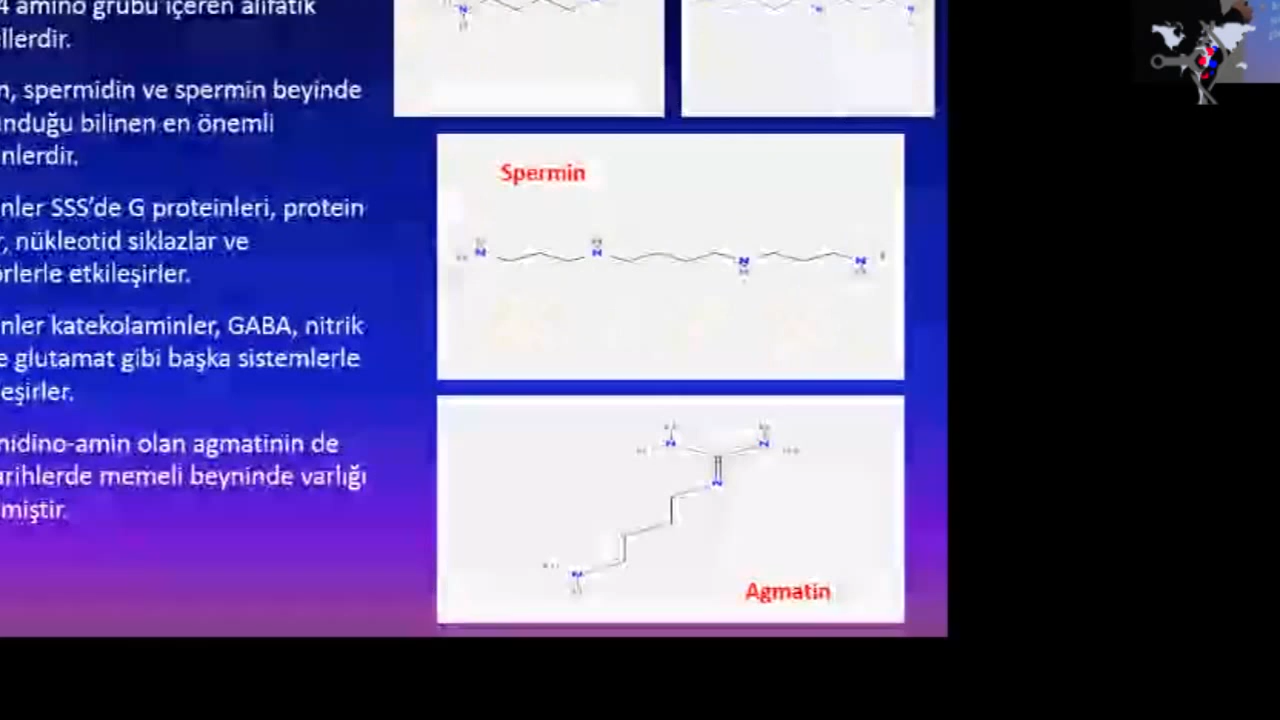 4 amino grubu içeren alifatik
llerdir.
n, spermidin ve spermin beyinde
unduğu bilinen en önemli
nlerdir.
nler SSS'de G proteinleri, protein
r, nükleotid siklazlar ve
örlerle etkileşirler.
nler katekolaminler, GABA, nitrik
e glutamat gibi başka sistemlerle
eşirler.
nidino-amin olan agmatinin de
arihlerde memeli beyninde varlığı
miştir.
Spermin
Agmatin